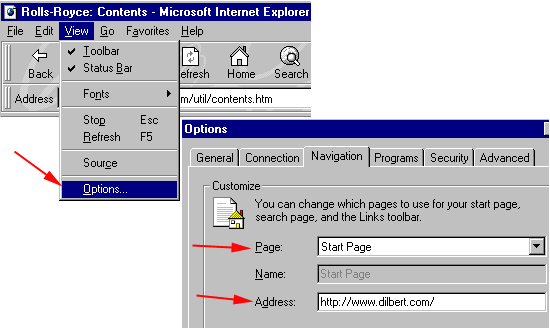 Rolls-Royce: Contents - Microsoft Internet Explorer
File Edit View Go Favorites Help
Toolbar
Status Bar
Fonts
Stop Esc
Refresh F5
Source
Options...
Back
efresh
Home
Search
Address
m/util/contents.htm
Options
General Connection Navigation Programs Security Advanced
Customize
You can change which pages to use for your start page,
search page, and the Links toolbar.
Page: Start Page
Name: Start Page
Address: http://www.dilbert.com/